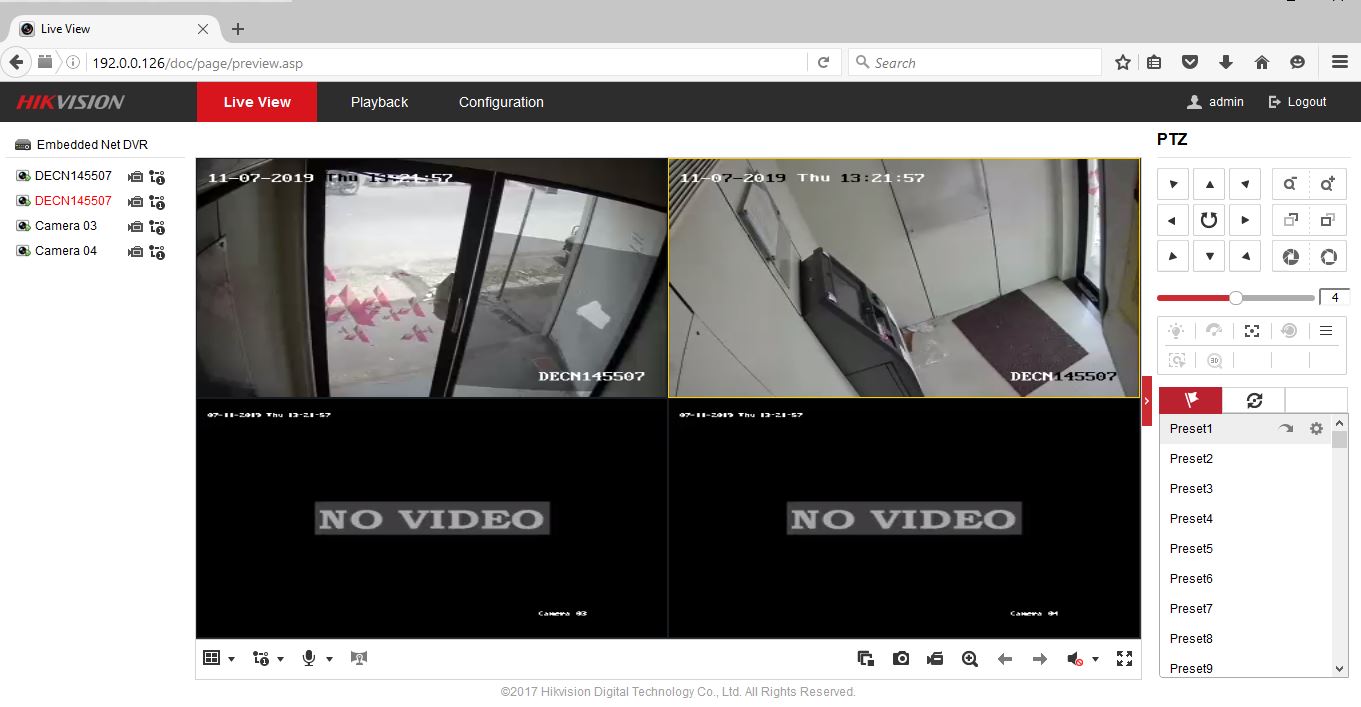 Live View
192.0.0.126/doc/page/preview.asp
Search
HIKVISION
Live View
Playback
Configuration
admin
Logout
Embedded Net DVR
DECN145507
DECN145507
Camera 03
Camera 04
11-07-2019 Thu 13:21:57
DECN145507
11-07-2019 Thu 13:21:57
DECN145507
07-11-2019 Thu 13:21:57
NO VIDEO
Camera 03
07-11-2019 Thu 13:21:57
NO VIDEO
Camera 04
PTZ
4
3D
Preset1
Preset2
Preset3
Preset4
Preset5
Preset6
Preset7
Preset8
Preset9
©2017 Hikvision Digital Technology Co., Ltd. All Rights Reserved.